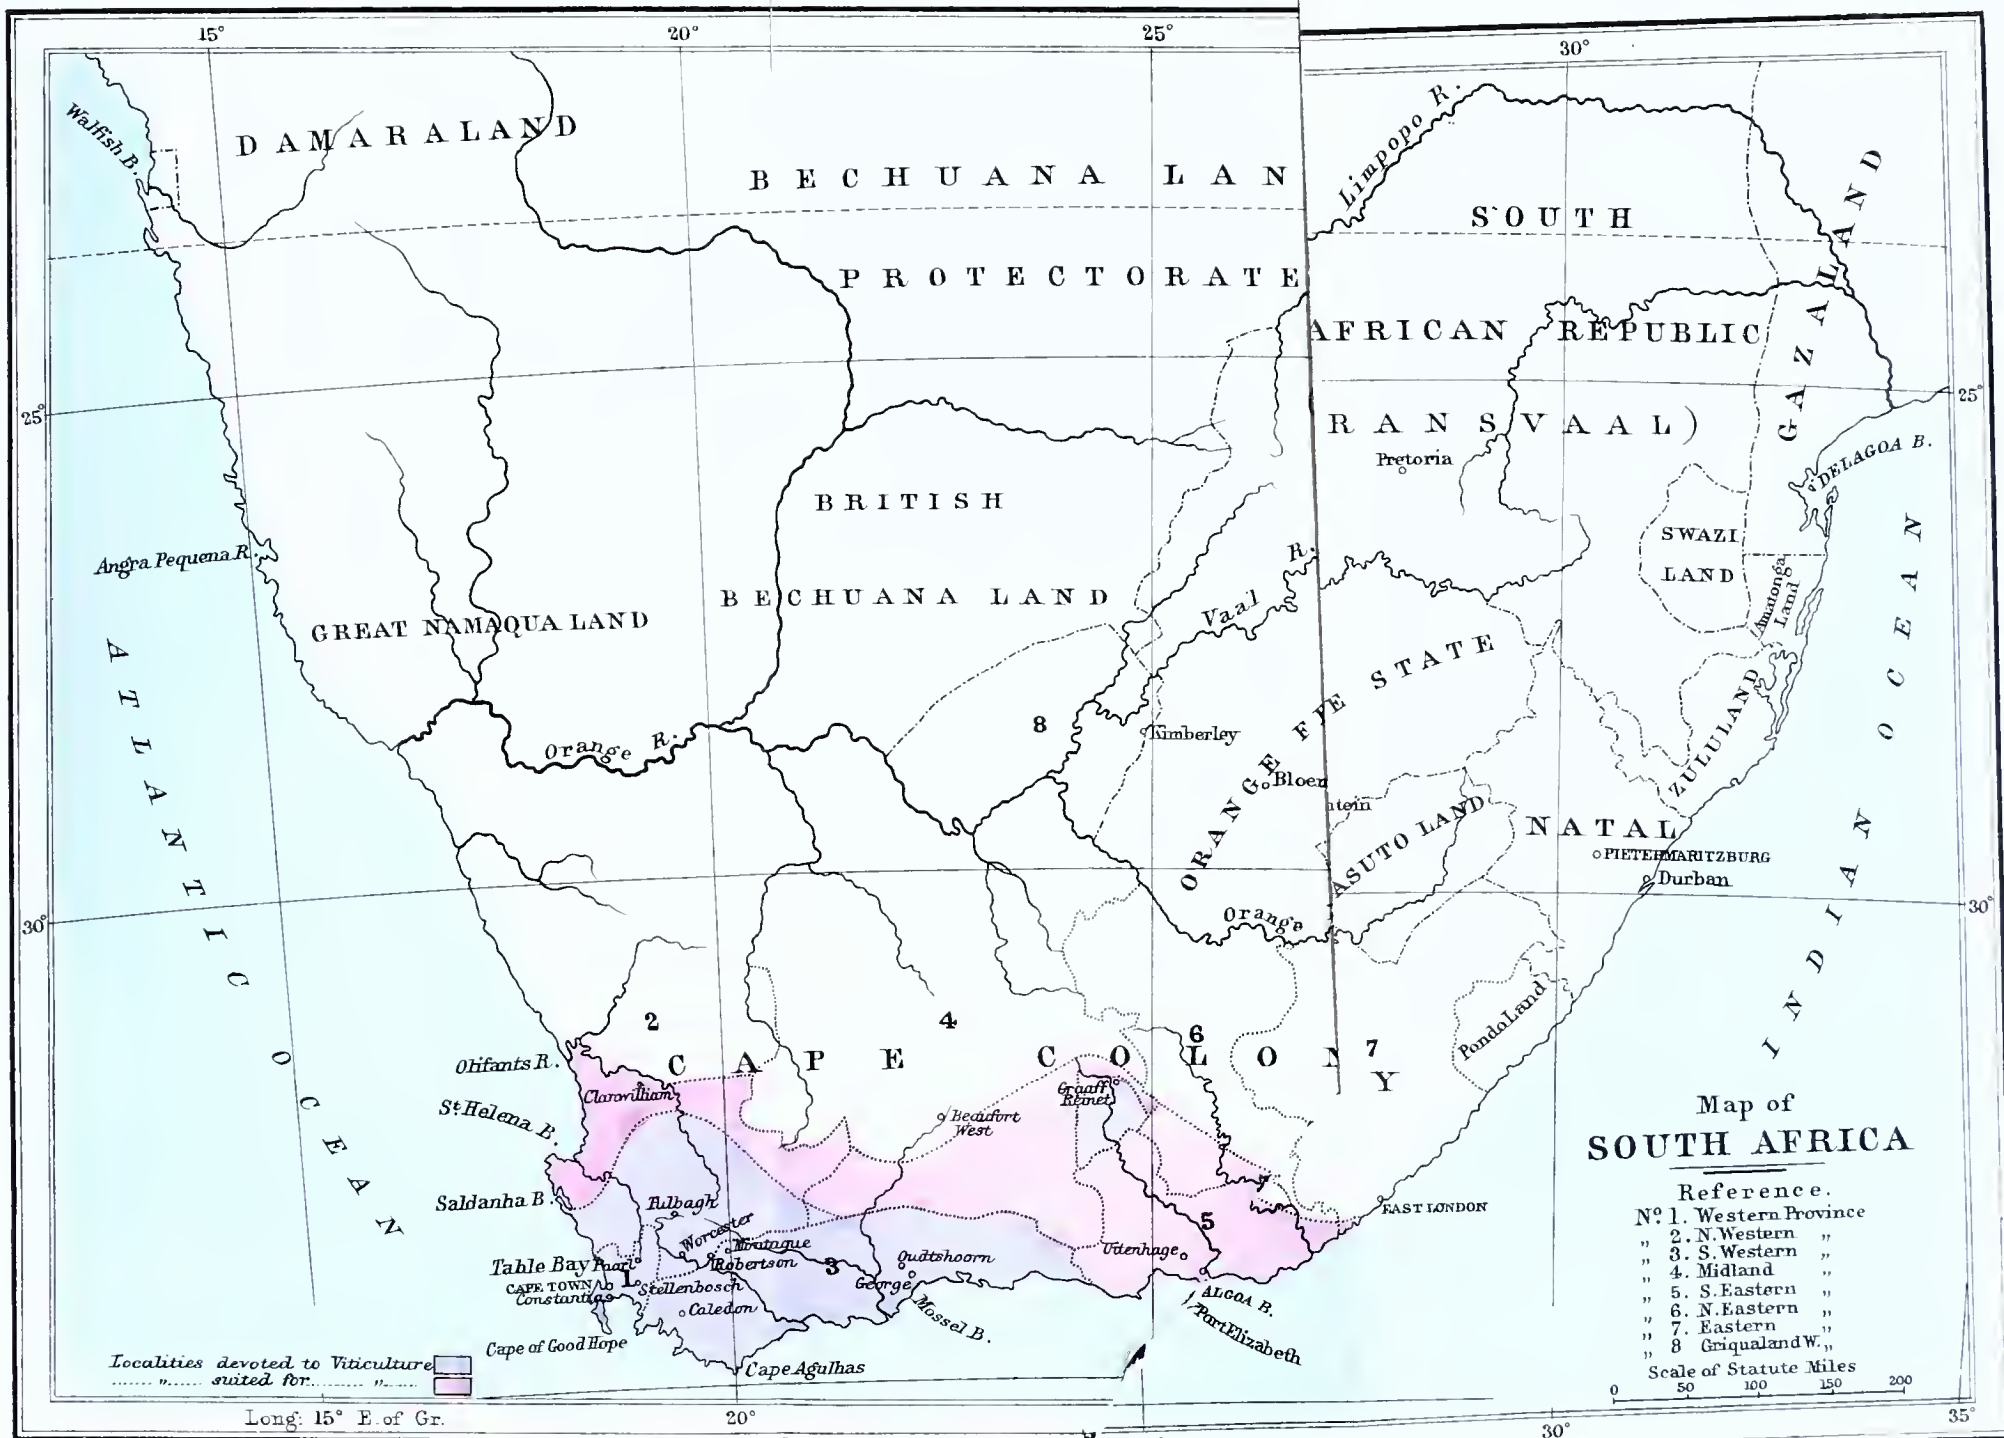 15°
20°
25°
30°
Walfish B.
DAMARALAND
BECHUANA LAN
PROTECTORATE
Limpopo R.
SOUTH
AFRICAN REPUBLIC
RANSVAAL)
Pretoria
GAZALAND
DELAGOA B.
25°
25°
BRITISH
BECHUANA LAND
SWAZI
LAND
Amatonga
Land
Angra Pequena R.
GREAT NAMAQUA LAND
Vaal R.
ORANGE
STATE
8
Kimberley
Orange R.
Bloem
ntein
ASUTO LAND
ZULULAND
NATAL
PIETERMARITZBURG
Durban
Orange
30°
30°
ATLANTIC OCEAN
INDIAN OCEAN
Pondo Land
2
4
6
7
CAPE COLONY
Olifants R.
Clanwilliam
St Helena B.
Graaff
Reinet
Beaufort
West
Saldanha B.
Tulbagh
Worcester
Montague
Robertson
3
5
Uitenhage
EAST LONDON
Table Bay
Paarl
CAPE TOWN
1
Stellenbosch
Constantia
Caledon
Oudtshoorn
George
Mossel B.
ALGOA B.
Port Elizabeth
Cape of Good Hope
Cape Agulhas
Localities devoted to Viticulture
„ suited for „
Map of
SOUTH AFRICA
Reference.
No. 1. Western Province
„ 2. N. Western „
„ 3. S. Western „
„ 4. Midland „
„ 5. S. Eastern „
„ 6. N. Eastern „
„ 7. Eastern „
„ 8 Griqualand W. „
Scale of Statute Miles
0 50 100 150 200
Long: 15° E. of Gr.
20°
30°
35°